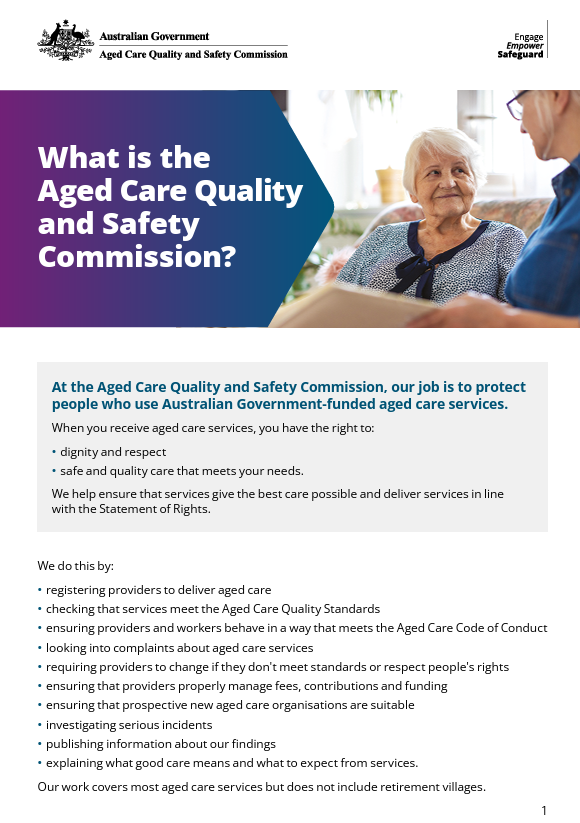 Australian Government
Aged Care Quality and Safety Commission
Engage
Empower
Safeguard
What is the
Aged Care Quality
and Safety
Commission?
At the Aged Care Quality and Safety Commission, our job is to protect
people who use Australian Government-funded aged care services.
When you receive aged care services, you have the right to:
• dignity and respect
• safe and quality care that meets your needs.
We help ensure that services give the best care possible and deliver services in line
with the Statement of Rights.
We do this by:
• registering providers to deliver aged care
• checking that services meet the Aged Care Quality Standards
• ensuring providers and workers behave in a way that meets the Aged Care Code of Conduct
• looking into complaints about aged care services
• requiring providers to change if they don't meet standards or respect people's rights
• ensuring that providers properly manage fees, contributions and funding
• ensuring that prospective new aged care organisations are suitable
• investigating serious incidents
• publishing information about our findings
• explaining what good care means and what to expect from services.
Our work covers most aged care services but does not include retirement villages.
1